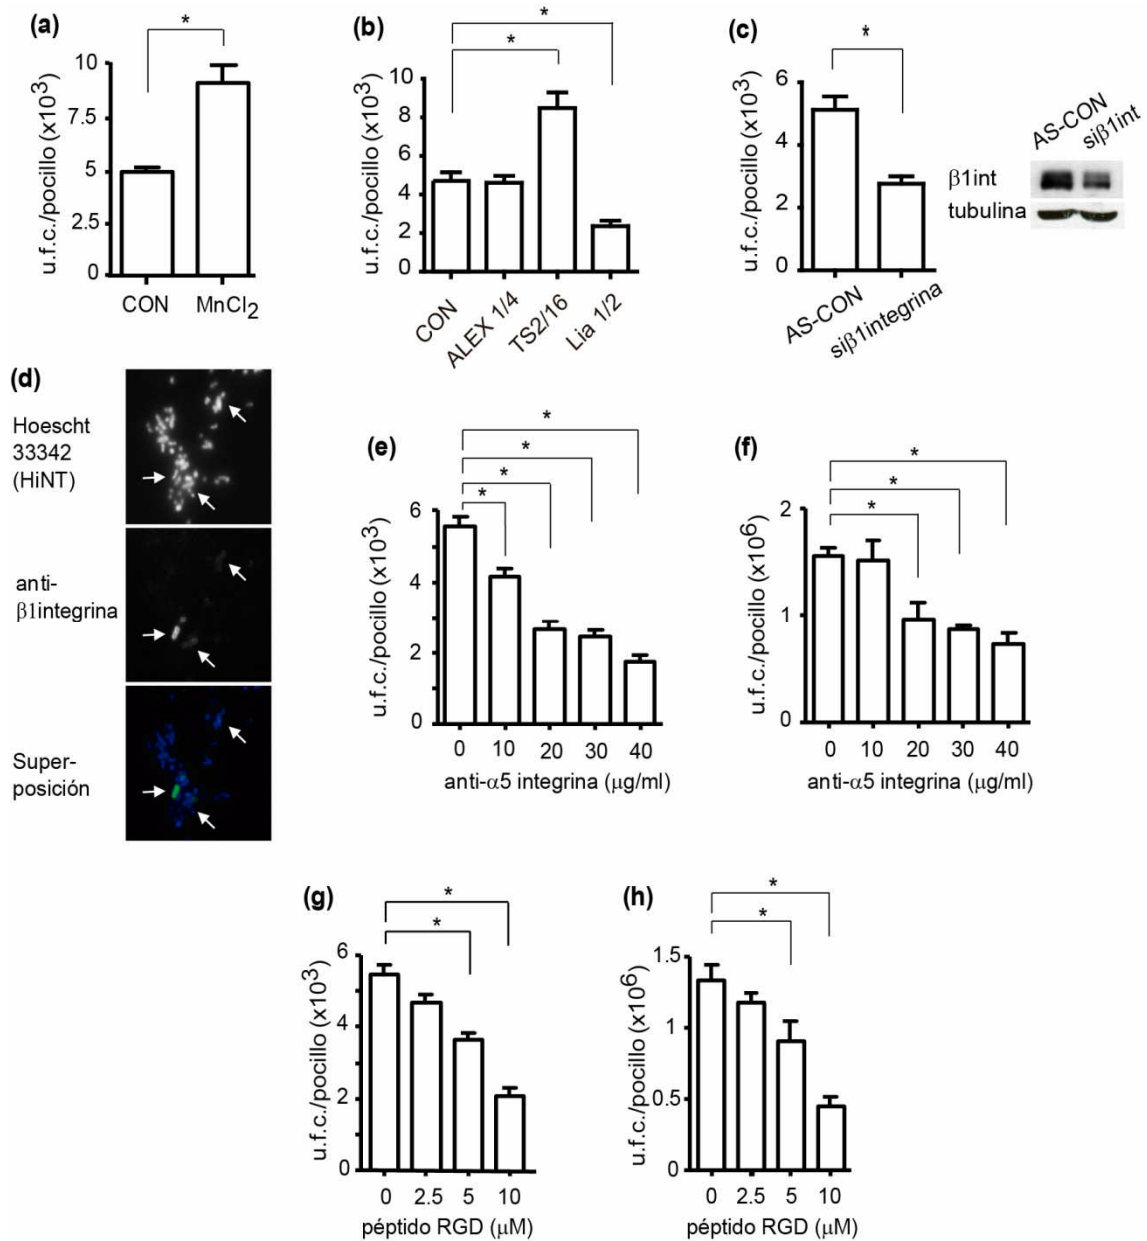 (a)
*
u.f.c./pocillo (x10³)
10
7.5
5
2.5
0
CON
MnCl₂
(b)
*
*
u.f.c./pocillo (x10³)
10
8
6
4
2
0
CON
ALEX 1/4
TS2/16
Lia 1/2
(c)
*
u.f.c./pocillo (x10³)
6
4
2
0
AS-CON
siβ1integrina
AS-CON
siβ1int
β1int
tubulina
(d)
Hoescht
33342
(HiNT)
anti-
β1integrina
Super-
posición
(e)
*
*
*
*
u.f.c./pocillo (x10³)
6
4
2
0
0 10 20 30 40
anti-α5 integrina (μg/ml)
(f)
*
*
*
u.f.c./pocillo (x10⁶)
2
1
0
0 10 20 30 40
anti-α5 integrina (μg/ml)
(g)
*
*
u.f.c./pocillo (x10³)
6
4
2
0
0 2.5 5 10
péptido RGD (μM)
(h)
*
*
u.f.c./pocillo (x10⁶)
1.5
1
0.5
0
0 2.5 5 10
péptido RGD (μM)